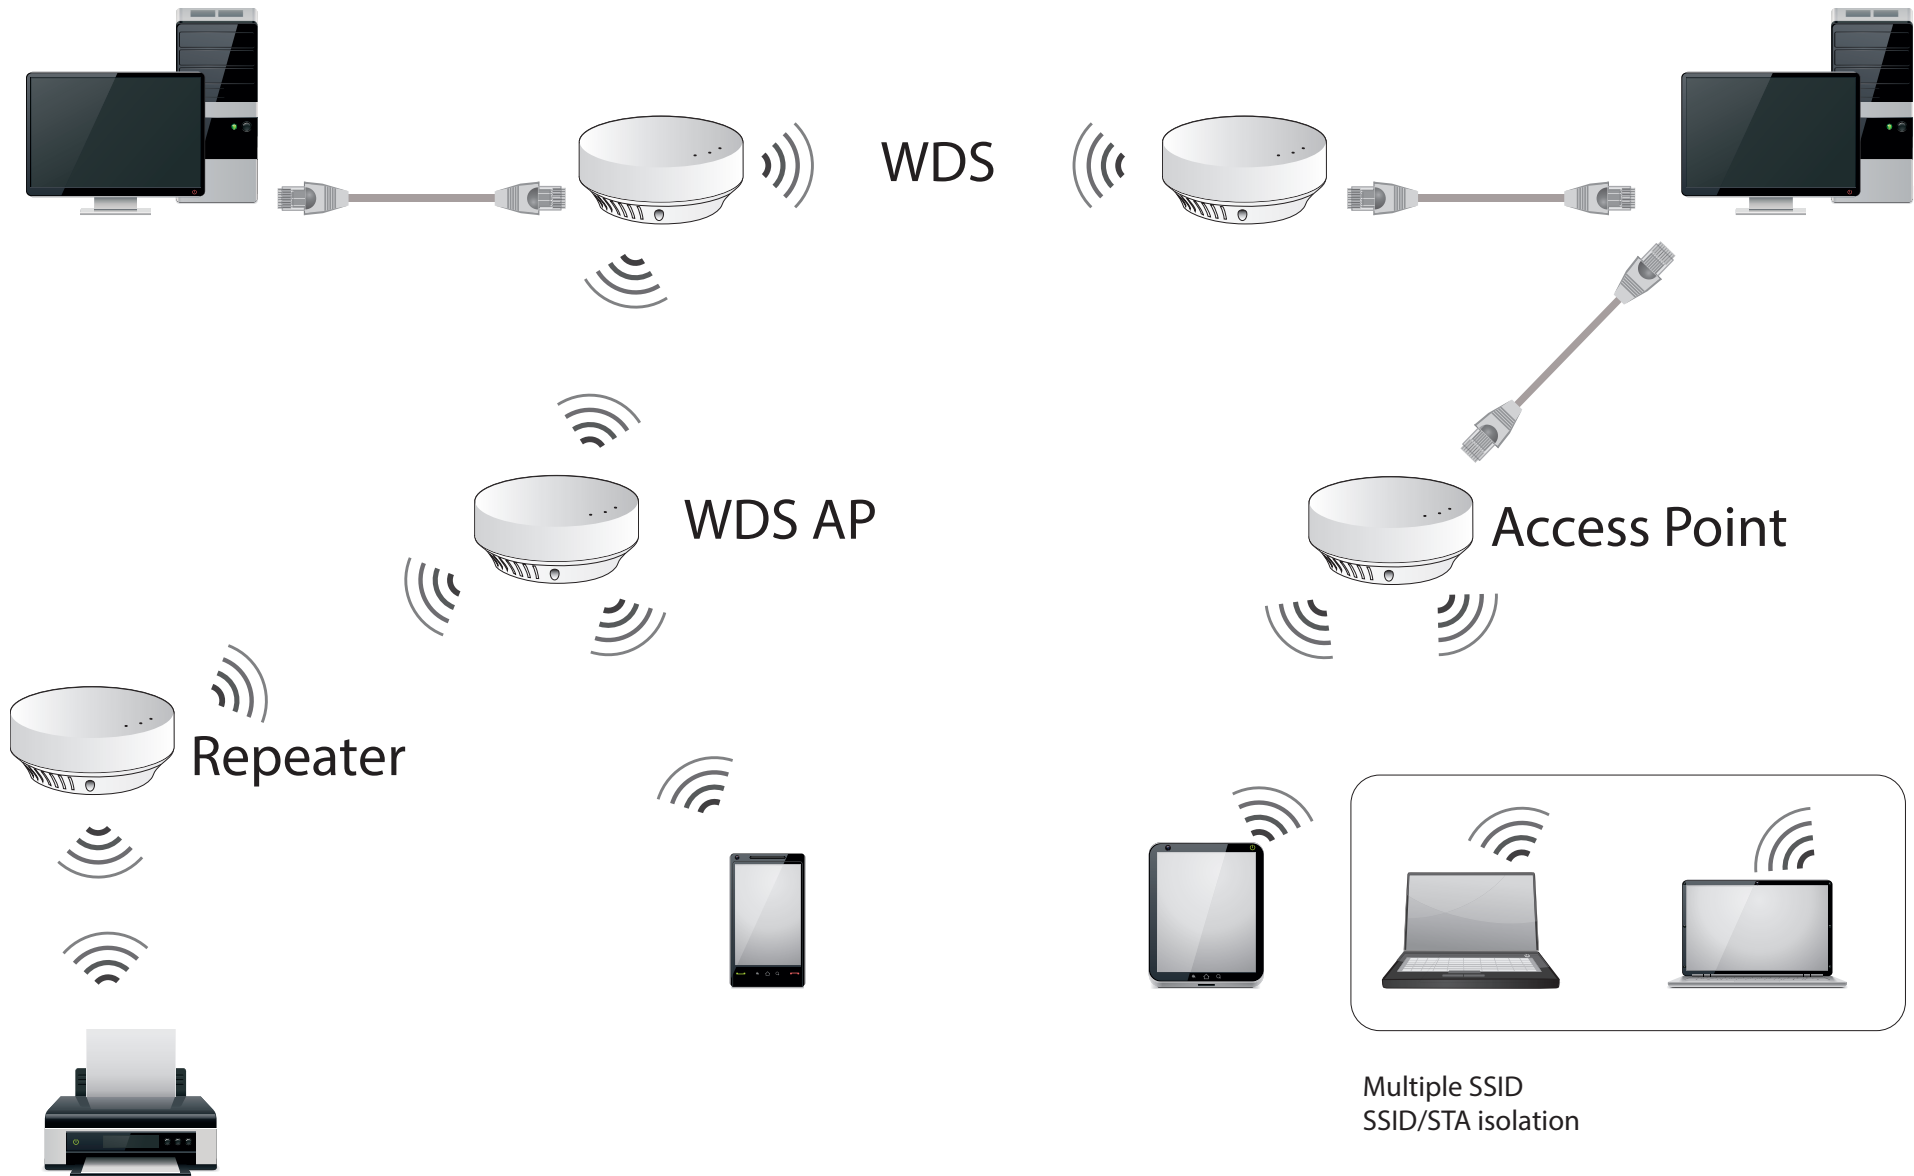 WDS
WDS AP
Access Point
Repeater
Multiple SSID
SSID/STA isolation